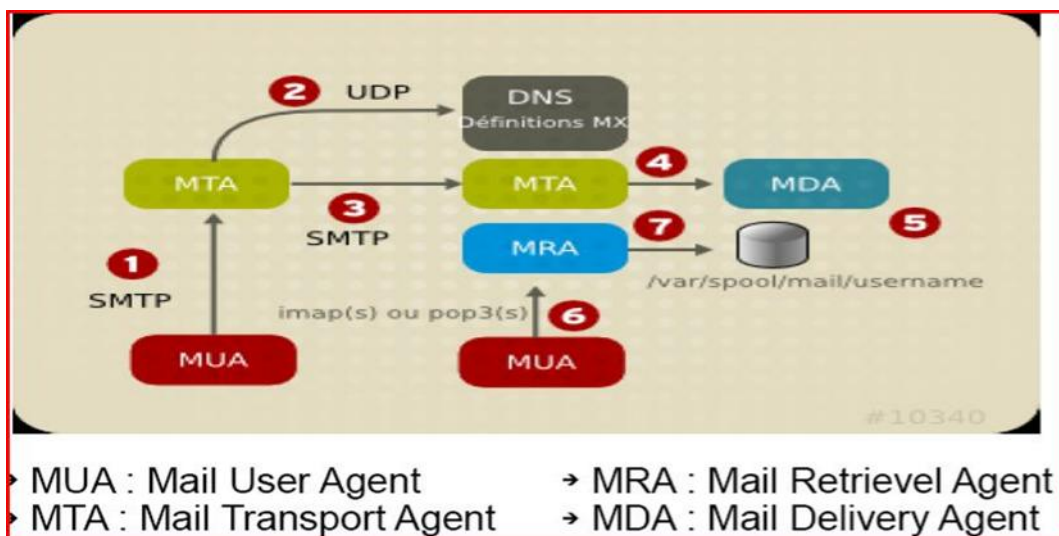 2 UDP
DNS
Définitions MX
MTA
3
SMTP
MTA
4
MDA
5
1
SMTP
MRA
7
/var/spool/mail/username
imap(s) ou pop3(s)
6
MUA
MUA
#10340
→ MUA : Mail User Agent
→ MTA : Mail Transport Agent
→ MRA : Mail Retrievel Agent
→ MDA : Mail Delivery Agent